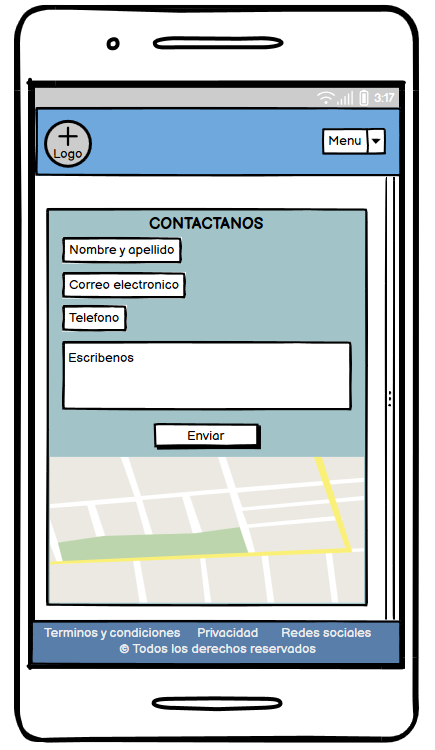 3:17
Logo
Menu
CONTACTANOS
Nombre y apellido
Correo electronico
Telefono
Escribenos
Enviar
Terminos y condiciones Privacidad Redes sociales
© Todos los derechos reservados